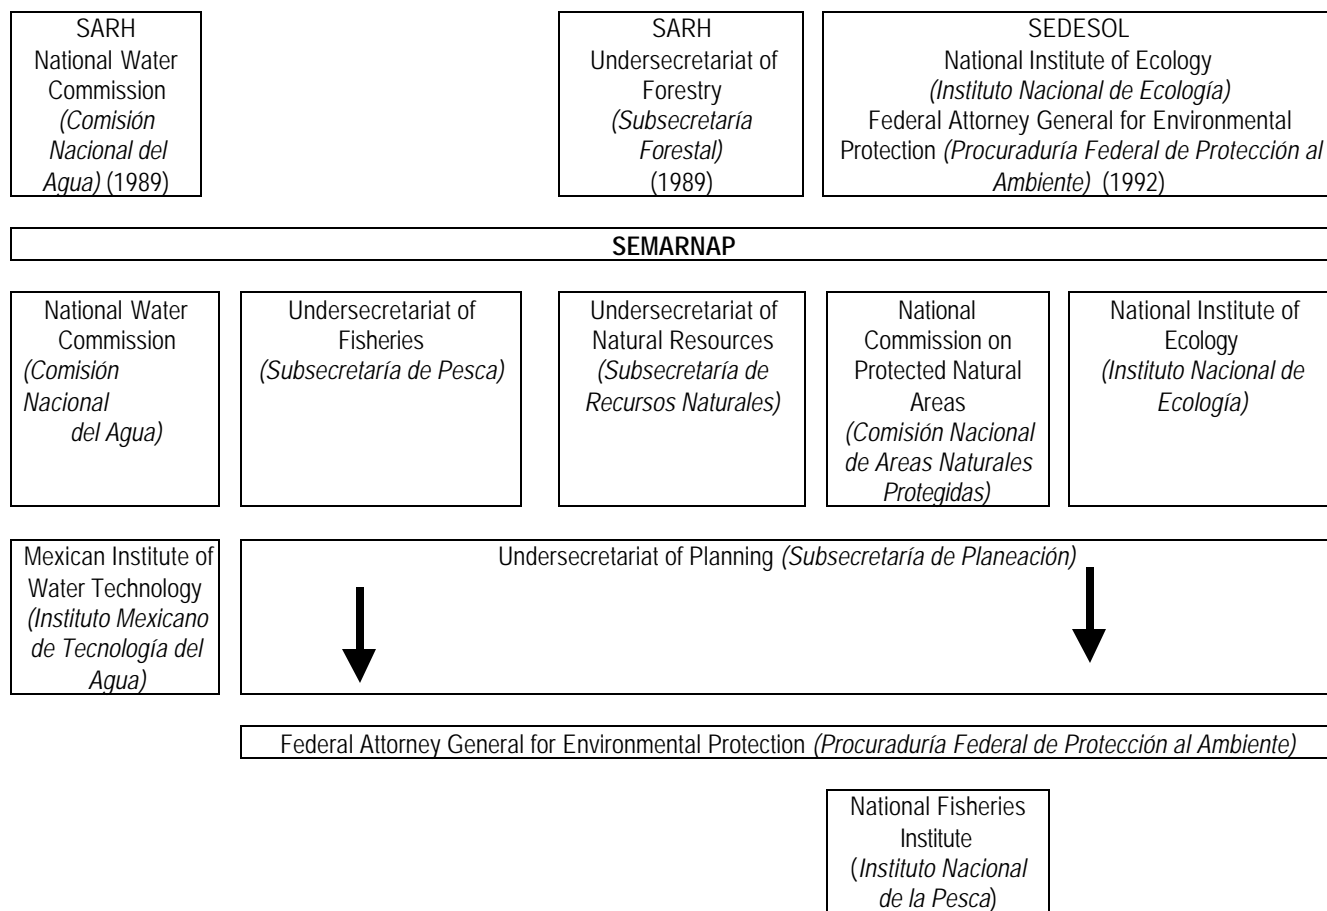 SARH
National Water
Commission
(Comisión
Nacional del
Agua) (1989)
SARH
Undersecretariat of
Forestry
(Subsecretaría
Forestal)
(1989)
SEDESOL
National Institute of Ecology
(Instituto Nacional de Ecología)
Federal Attorney General for Environmental
Protection (Procuraduría Federal de Protección al
Ambiente) (1992)
SEMARNAP
National Water
Commission
(Comisión
Nacional
del Agua)
Undersecretariat of
Fisheries
(Subsecretaría de Pesca)
Undersecretariat of
Natural Resources
(Subsecretaría de
Recursos Naturales)
National
Commission on
Protected Natural
Areas
(Comisión Nacional
de Areas Naturales
Protegidas)
National Institute of
Ecology
(Instituto Nacional de
Ecología)
Mexican Institute of
Water Technology
(Instituto Mexicano
de Tecnología del
Agua)
Undersecretariat of Planning (Subsecretaría de Planeación)
Federal Attorney General for Environmental Protection (Procuraduría Federal de Protección al Ambiente)
National Fisheries
Institute
(Instituto Nacional
de la Pesca)